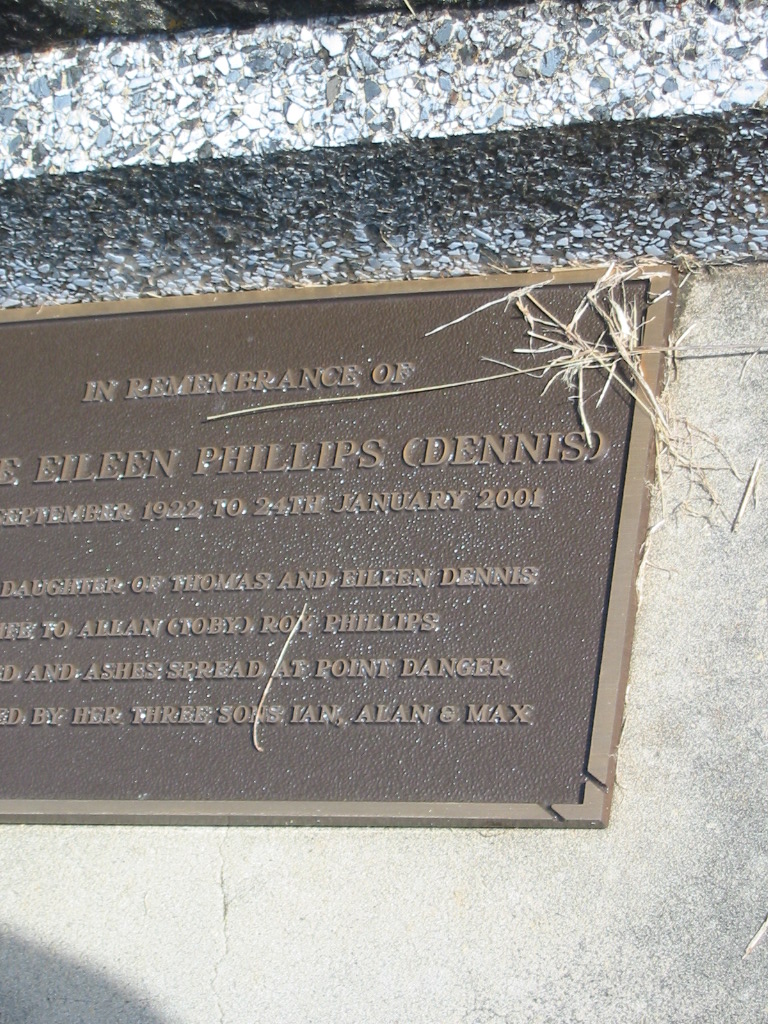 IN REMEMBRANCE OF
E EILEEN PHILLIPS (DENNIS)
SEPTEMBER 1922 TO 24TH JANUARY 2001
DAUGHTER OF THOMAS AND EILEEN DENNIS
IFE TO ALLAN (TOBY) ROY PHILLIPS
D AND ASHES SPREAD AT POINT DANGER
ED BY HER THREE SONS IAN, ALAN & MAX